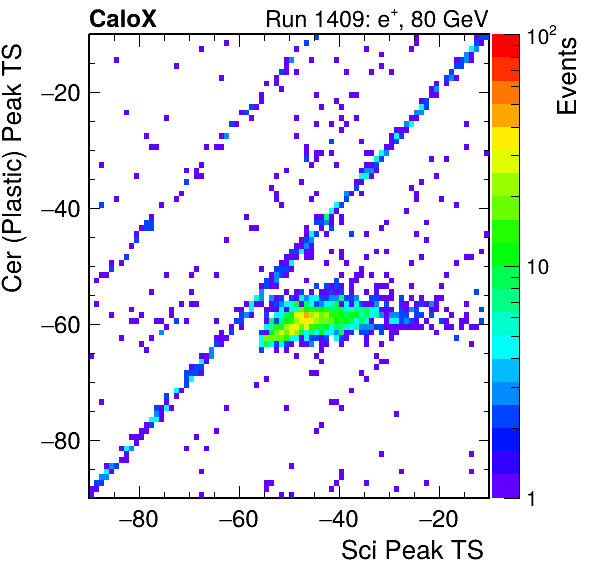 CaloX Run 1409: e⁺, 80 GeV
Cer (Plastic) Peak TS
−20
−40
−60
−80
−80 −60 −40 −20
Sci Peak TS
10²
10
1
Events